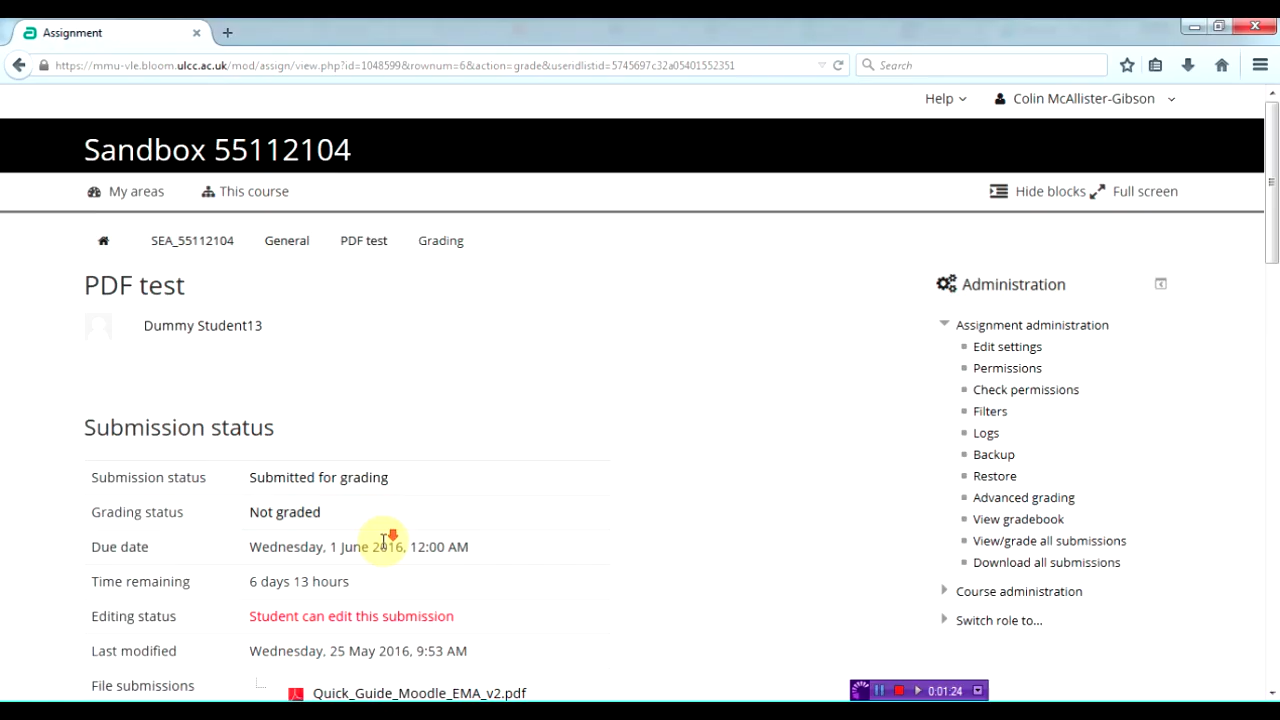 Assignment
https://mmu-vle.bloom.ulcc.ac.uk/mod/assign/view.php?id=1048599&rownum=6&action=grade&useridlistid=5745697c32a05401552351
Search
Help
Colin McAllister-Gibson
Sandbox 55112104
My areas
This course
Hide blocks
Full screen
SEA_55112104
General
PDF test
Grading
PDF test
Dummy Student13
Submission status
Submission status Submitted for grading
Grading status Not graded
Due date Wednesday, 1 June 2016, 12:00 AM
Time remaining 6 days 13 hours
Editing status Student can edit this submission
Last modified Wednesday, 25 May 2016, 9:53 AM
File submissions
Quick_Guide_Moodle_EMA_v2.pdf
Administration
Assignment administration
Edit settings
Permissions
Check permissions
Filters
Logs
Backup
Restore
Advanced grading
View gradebook
View/grade all submissions
Download all submissions
Course administration
Switch role to...
0:01:24